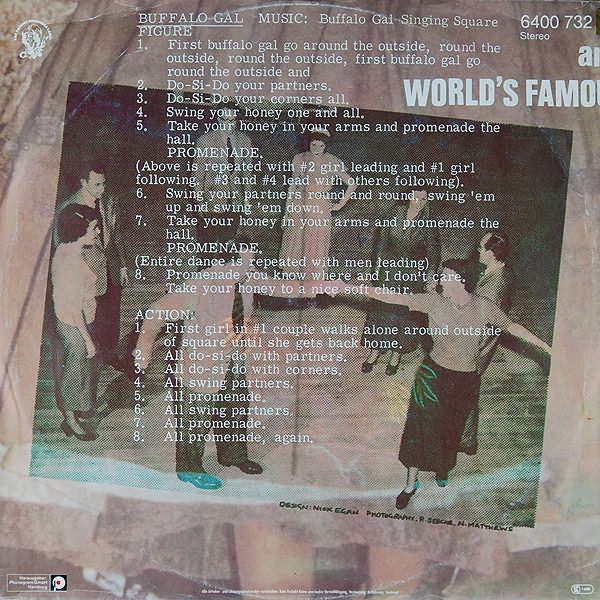 BUFFALO GAL MUSIC: Buffalo Gal Singing Square
FIGURE
1. First buffalo gal go around the outside, round the
outside, round the outside, first buffalo gal go
round the outside and
2. Do-Si-Do your partners.
3. Do-Si-Do your corners all.
4. Swing your honey one and all.
5. Take your honey in your arms and promenade the
hall.
PROMENADE.
(Above is repeated with #2 girl leading and #1 girl
following. #3 and #4 lead with others following).
6. Swing your partners round and round, swing 'em
up and swing 'em down.
7. Take your honey in your arms and promenade the
hall.
PROMENADE.
(Entire dance is repeated with men leading)
8. Promenade you know where and I don't care.
Take your honey to a nice soft chair.
ACTION:
1. First girl in #1 couple walks alone around outside
of square until she gets back home.
2. All do-si-do with partners.
3. All do-si-do with corners.
4. All swing partners.
5. All promenade.
6. All swing partners.
7. All promenade.
8. All promenade, again.
6400 732
Stereo
an
WORLD'S FAMOU
DESIGN: NICK EGAN PHOTOGRAPHY: R. BEECHE, N. MATTHEWS
Herausgeber
Phonogram GmbH
Hamburg